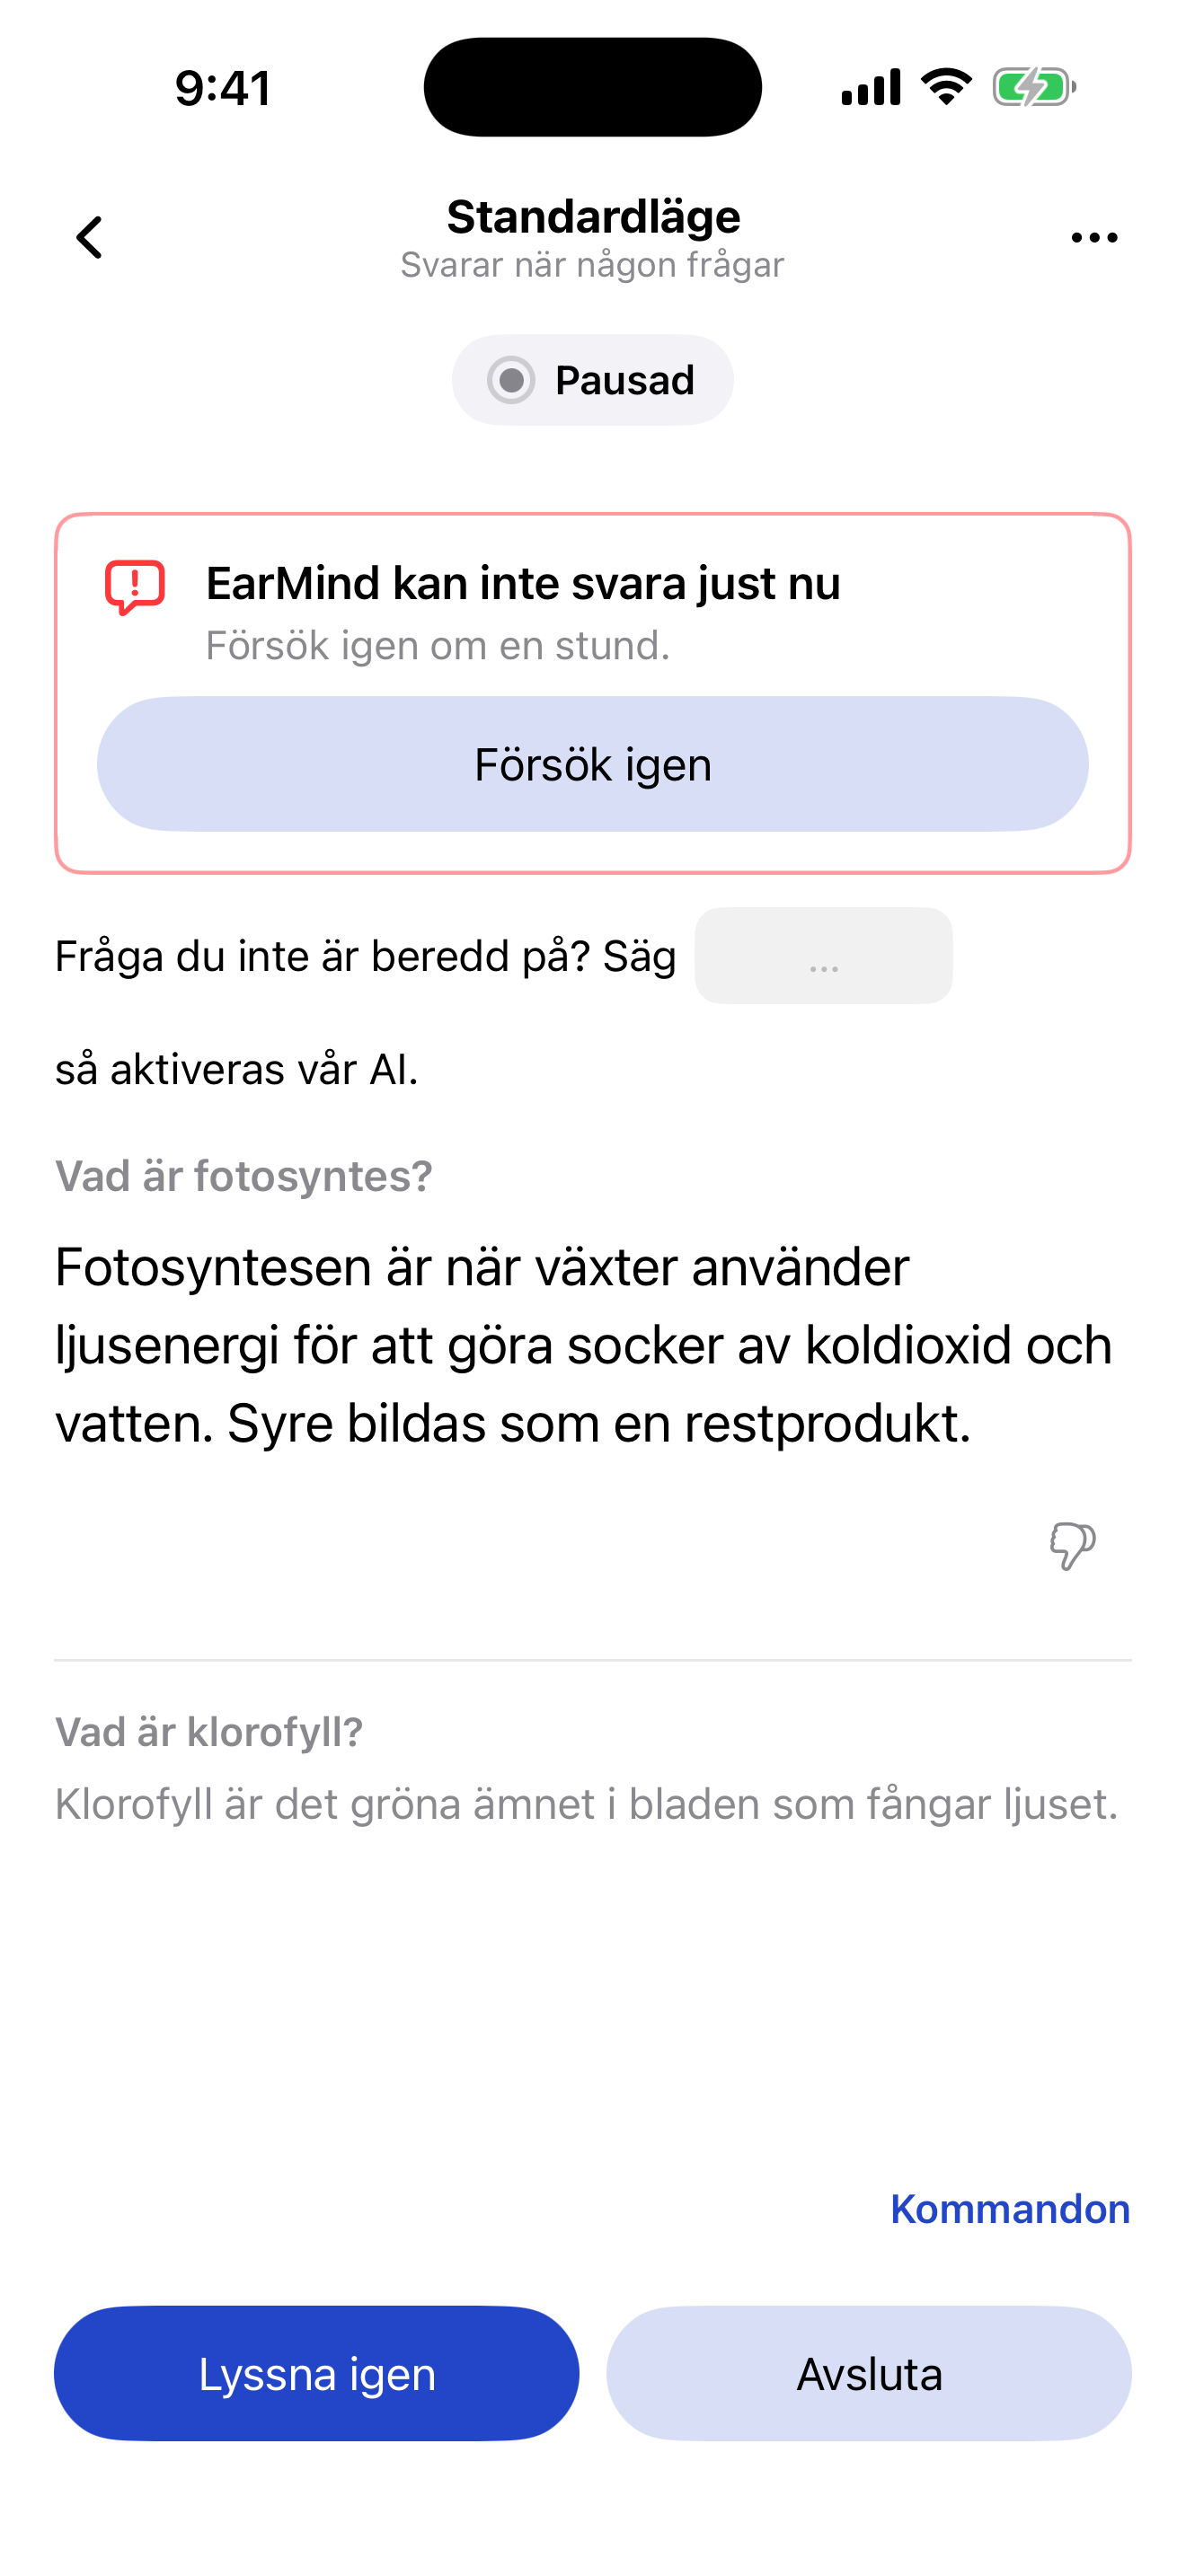 9:41
Standardläge
Svarar när någon frågar
Pausad
EarMind kan inte svara just nu
Försök igen om en stund.
Försök igen
Fråga du inte är beredd på? Säg ...
så aktiveras vår AI.
Vad är fotosyntes?
Fotosyntesen är när växter använder
ljusenergi för att göra socker av koldioxid och
vatten. Syre bildas som en restprodukt.
Vad är klorofyll?
Klorofyll är det gröna ämnet i bladen som fångar ljuset.
Kommandon
Lyssna igen
Avsluta